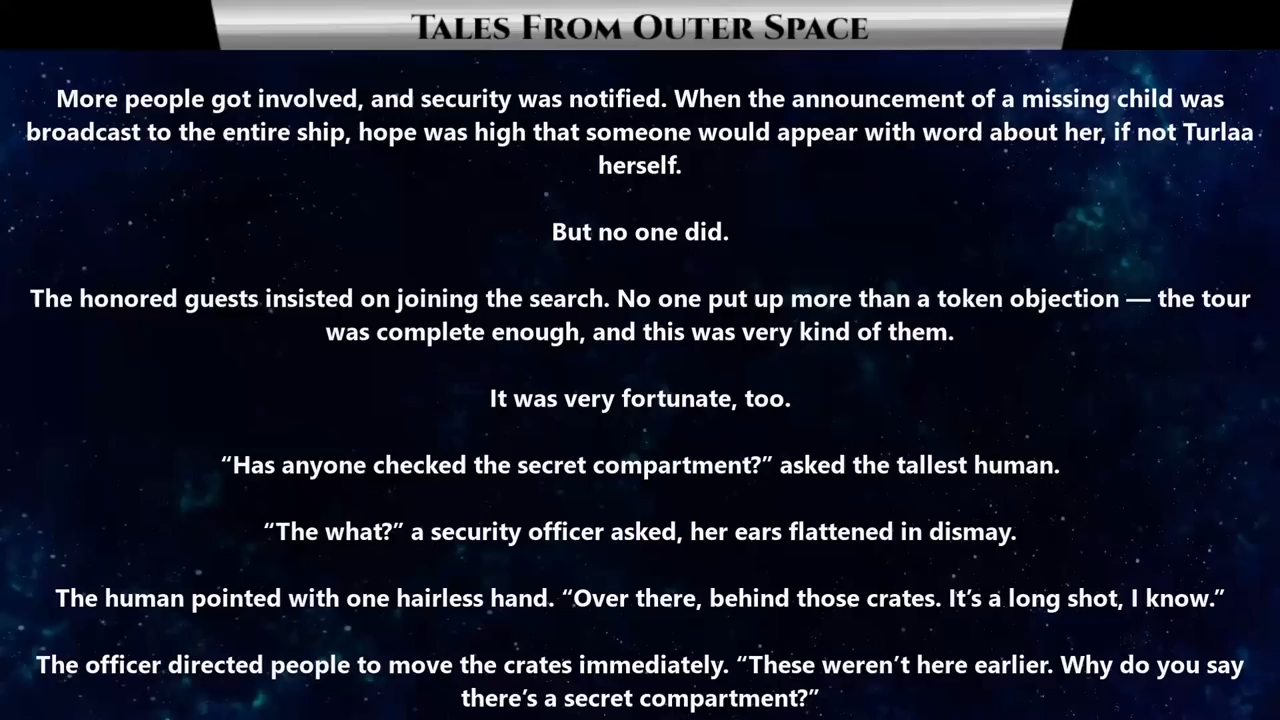 Tales From Outer Space
More people got involved, and security was notified. When the announcement of a missing child was
broadcast to the entire ship, hope was high that someone would appear with word about her, if not Turlaa
herself.
But no one did.
The honored guests insisted on joining the search. No one put up more than a token objection — the tour
was complete enough, and this was very kind of them.
It was very fortunate, too.
“Has anyone checked the secret compartment?” asked the tallest human.
“The what?” a security officer asked, her ears flattened in dismay.
The human pointed with one hairless hand. “Over there, behind those crates. It’s a long shot, I know.”
The officer directed people to move the crates immediately. “These weren’t here earlier. Why do you say
there’s a secret compartment?”